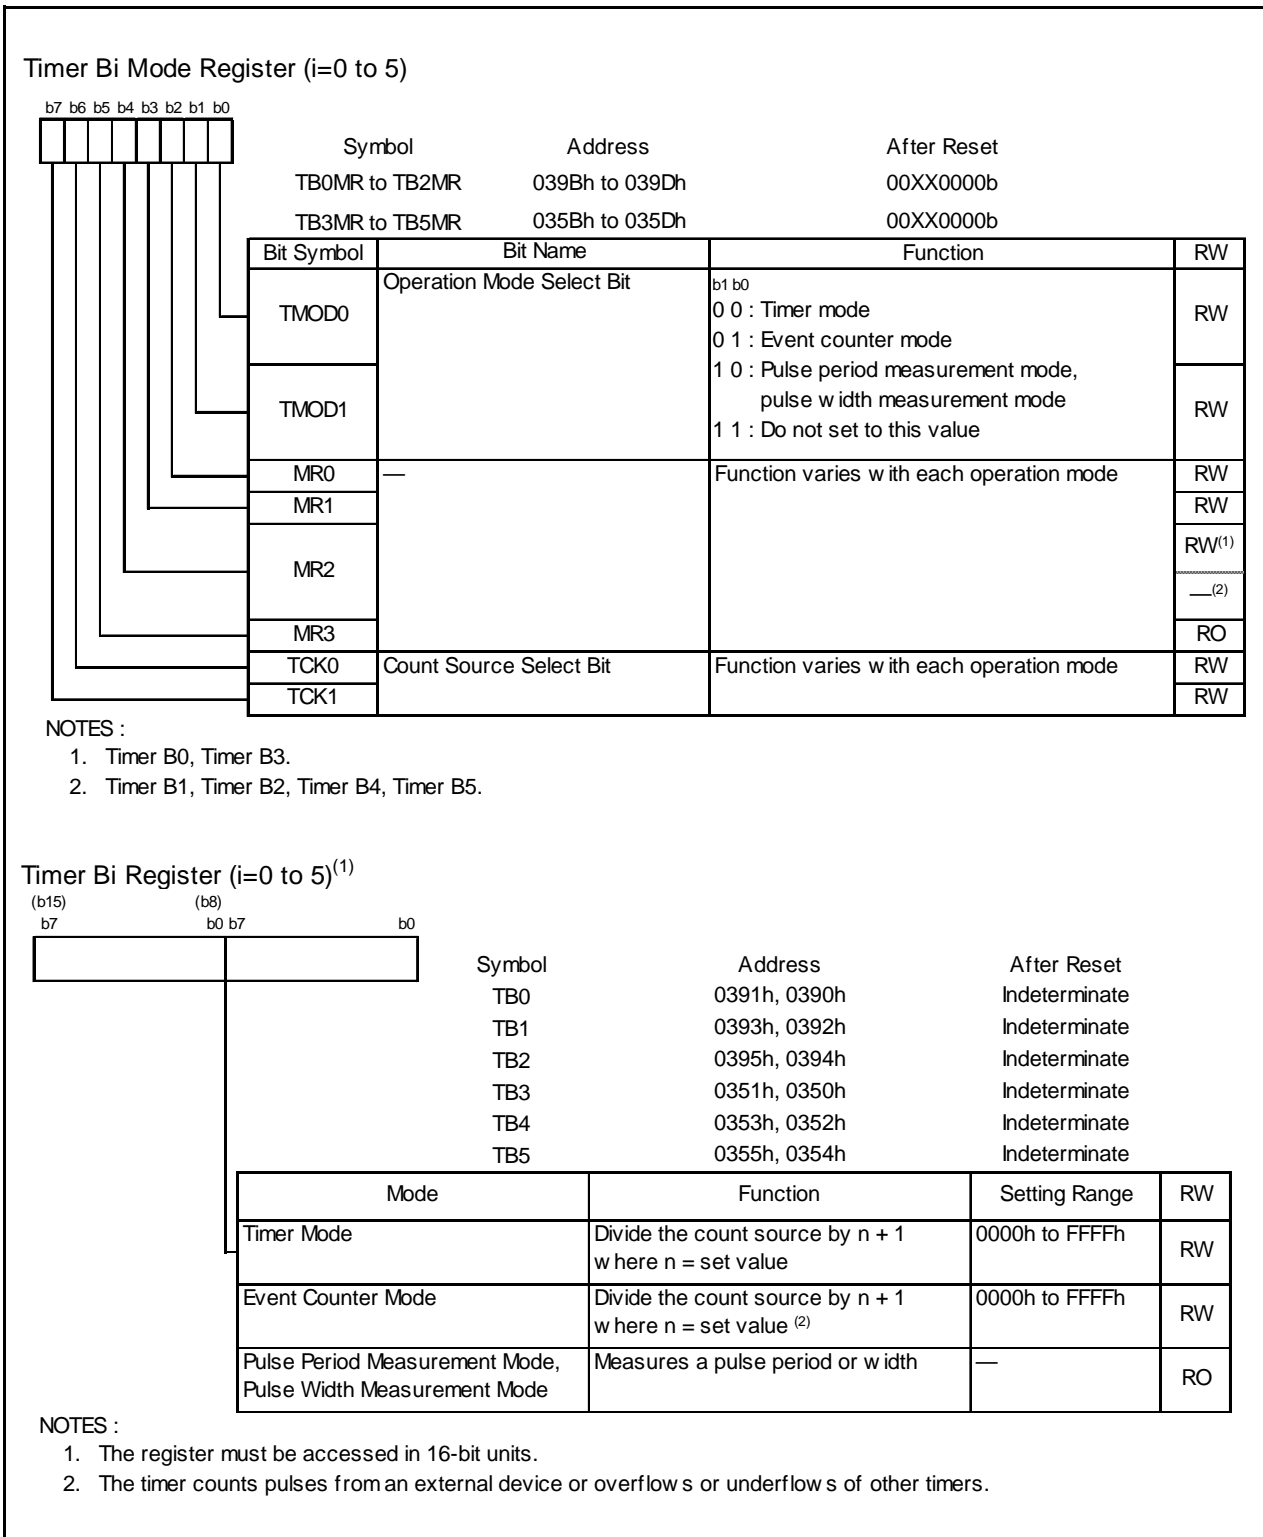 Timer Bi Mode Register (i=0 to 5)
b7 b6 b5 b4 b3 b2 b1 b0
Symbol Address After Reset
TB0MR to TB2MR 039Bh to 039Dh 00XX0000b
TB3MR to TB5MR 035Bh to 035Dh 00XX0000b
Bit Symbol Bit Name Function RW
TMOD0 Operation Mode Select Bit b1 b0
0 0 : Timer mode RW
0 1 : Event counter mode
1 0 : Pulse period measurement mode,
TMOD1 pulse width measurement mode RW
1 1 : Do not set to this value
MR0 — Function varies with each operation mode RW
MR1 RW
MR2 RW(1)
—(2)
MR3 RO
TCK0 Count Source Select Bit Function varies with each operation mode RW
TCK1 RW
NOTES :
1. Timer B0, Timer B3.
2. Timer B1, Timer B2, Timer B4, Timer B5.
Timer Bi Register (i=0 to 5)(1)
(b15) (b8)
b7 b0 b7 b0
Symbol Address After Reset
TB0 0391h, 0390h Indeterminate
TB1 0393h, 0392h Indeterminate
TB2 0395h, 0394h Indeterminate
TB3 0351h, 0350h Indeterminate
TB4 0353h, 0352h Indeterminate
TB5 0355h, 0354h Indeterminate
Mode Function Setting Range RW
Timer Mode Divide the count source by n + 1 0000h to FFFFh RW
where n = set value
Event Counter Mode Divide the count source by n + 1 0000h to FFFFh RW
where n = set value (2)
Pulse Period Measurement Mode, Measures a pulse period or width — RO
Pulse Width Measurement Mode
NOTES :
1. The register must be accessed in 16-bit units.
2. The timer counts pulses from an external device or overflows or underflows of other timers.